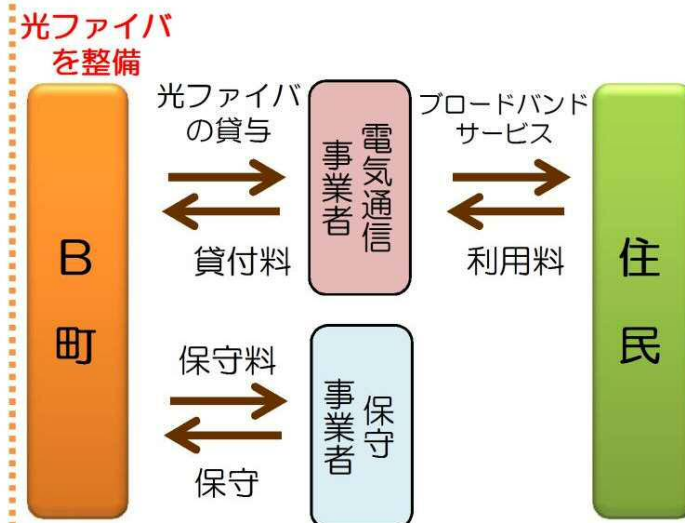 光ファイバ
を整備
B町
光ファイバ
の貸与
貸付料
電気通信
事業者
ブロードバンド
サービス
利用料
住民
保守料
保守
保守
事業者